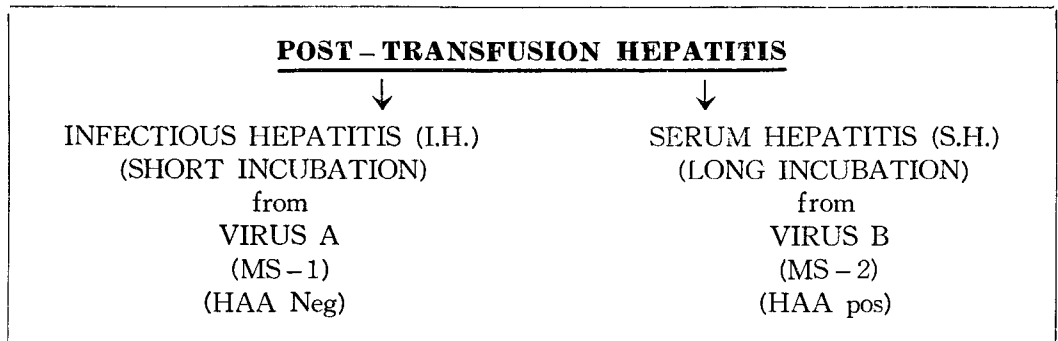 POST – TRANSFUSION HEPATITIS
INFECTIOUS HEPATITIS (I.H.)
(SHORT INCUBATION)
from
VIRUS A
(MS – 1)
(HAA Neg)
SERUM HEPATITIS (S.H.)
(LONG INCUBATION)
from
VIRUS B
(MS – 2)
(HAA pos)